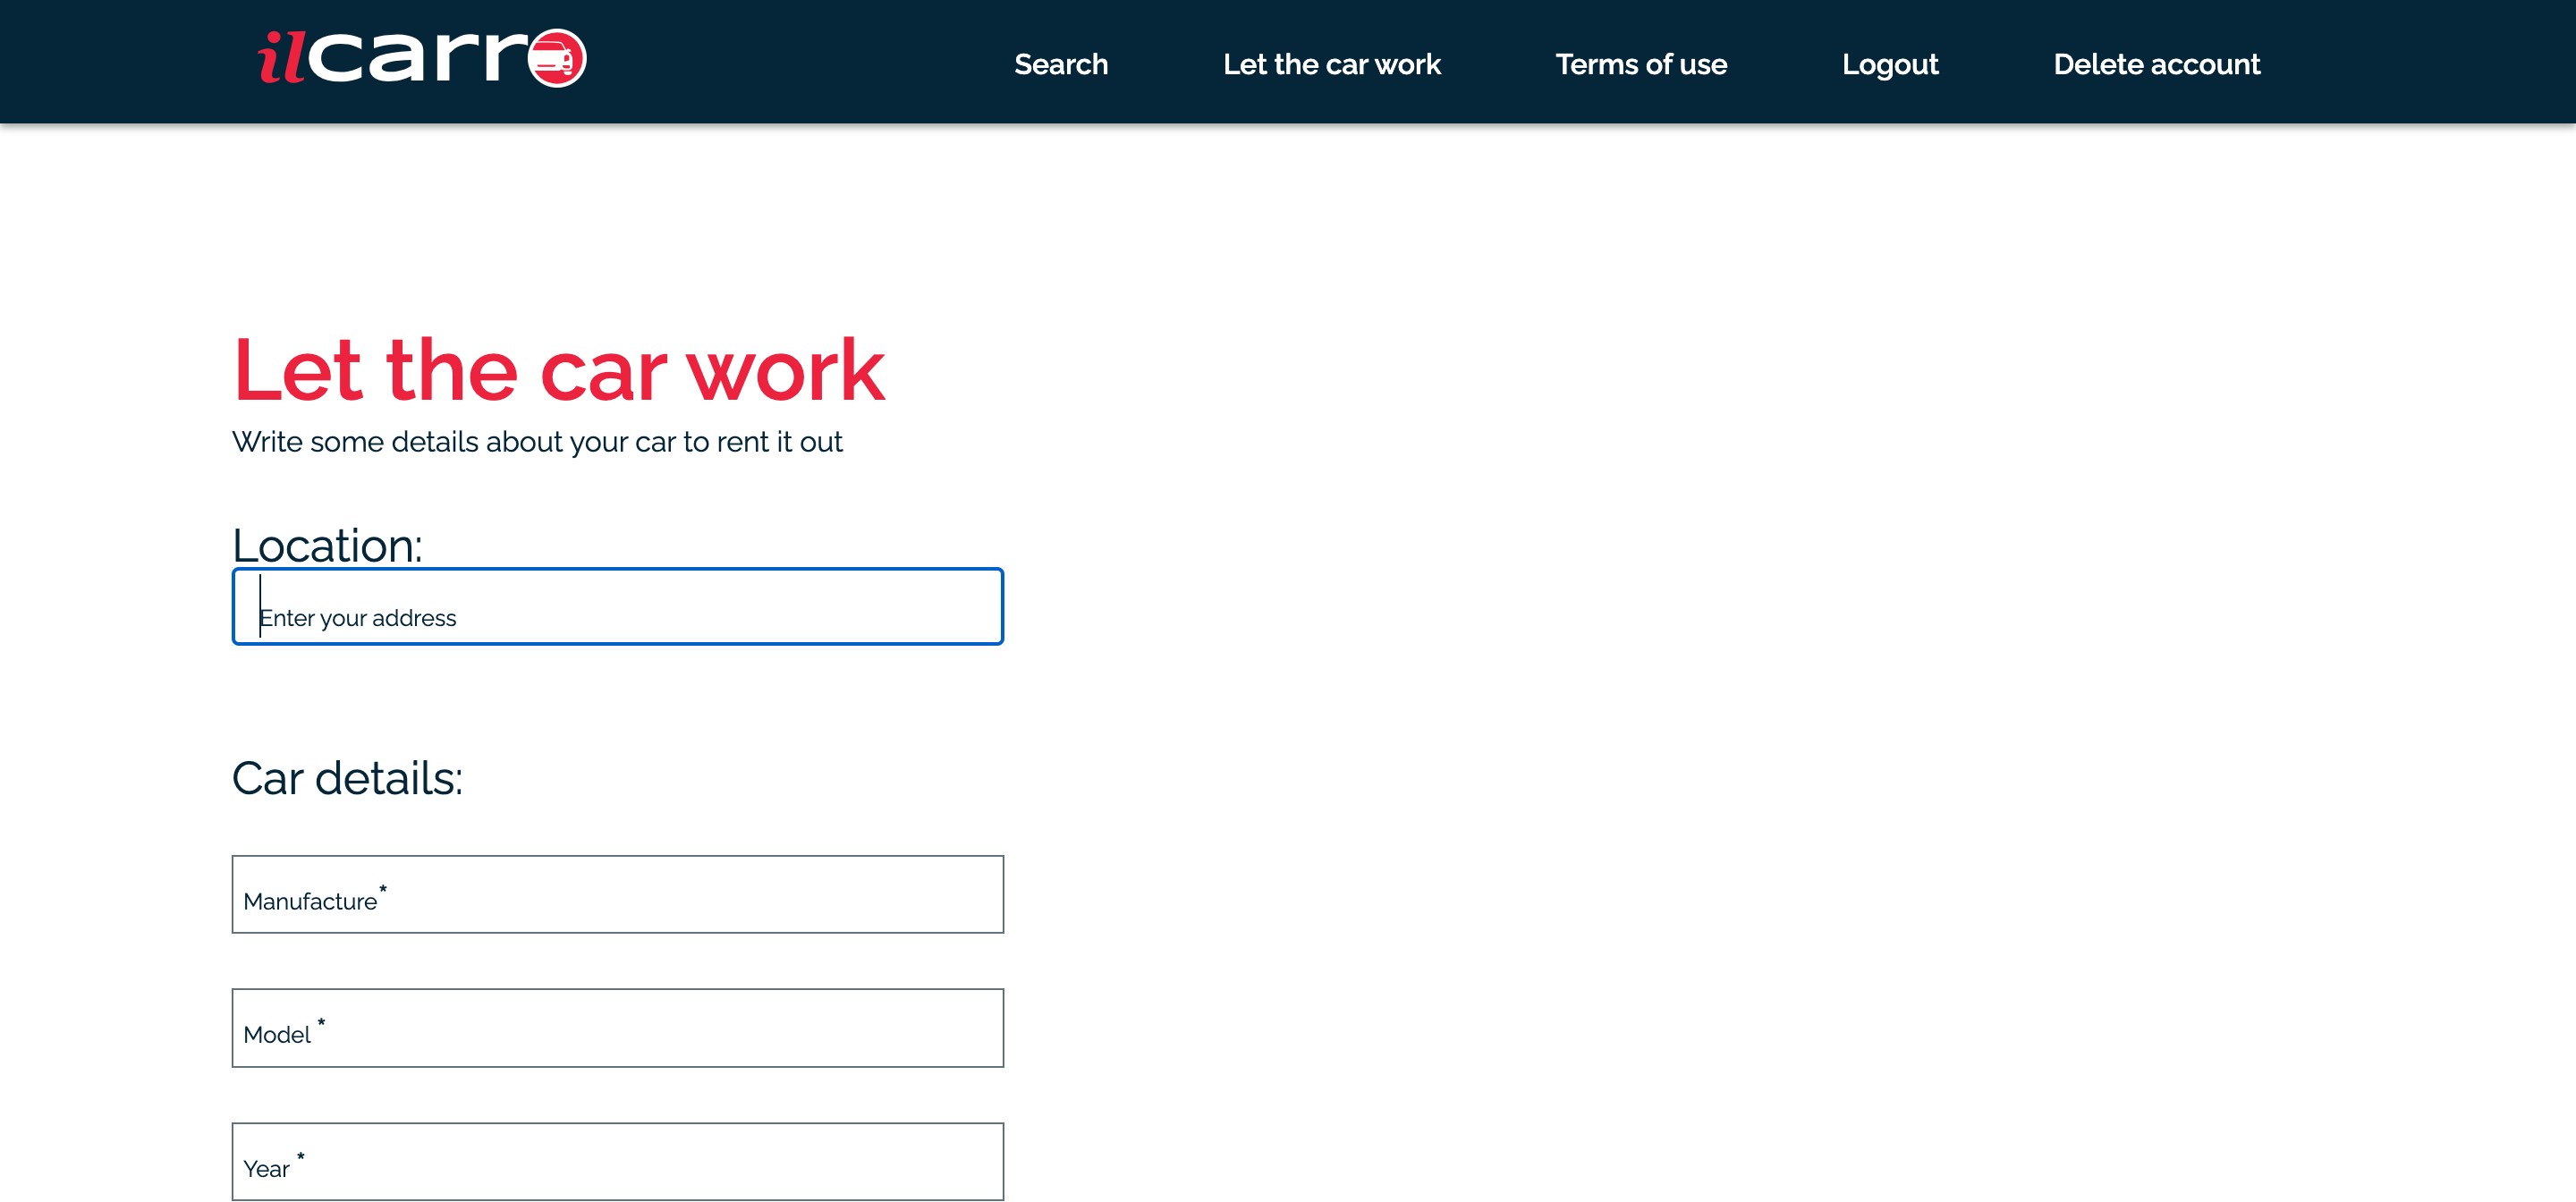 ilcarro
Search Let the car work Terms of use Logout Delete account
Let the car work
Write some details about your car to rent it out
Location:
Enter your address
Car details:
Manufacture*
Model *
Year *